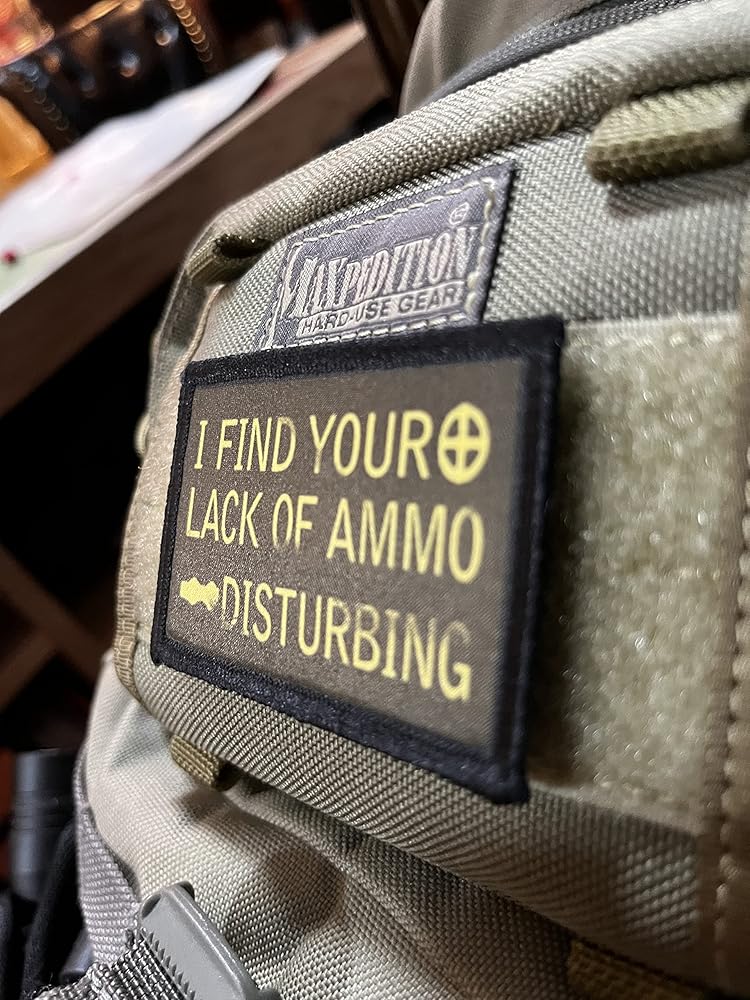 MAXPEDITION
HARD-USE GEAR
I FIND YOUR
LACK OF AMMO
DISTURBING